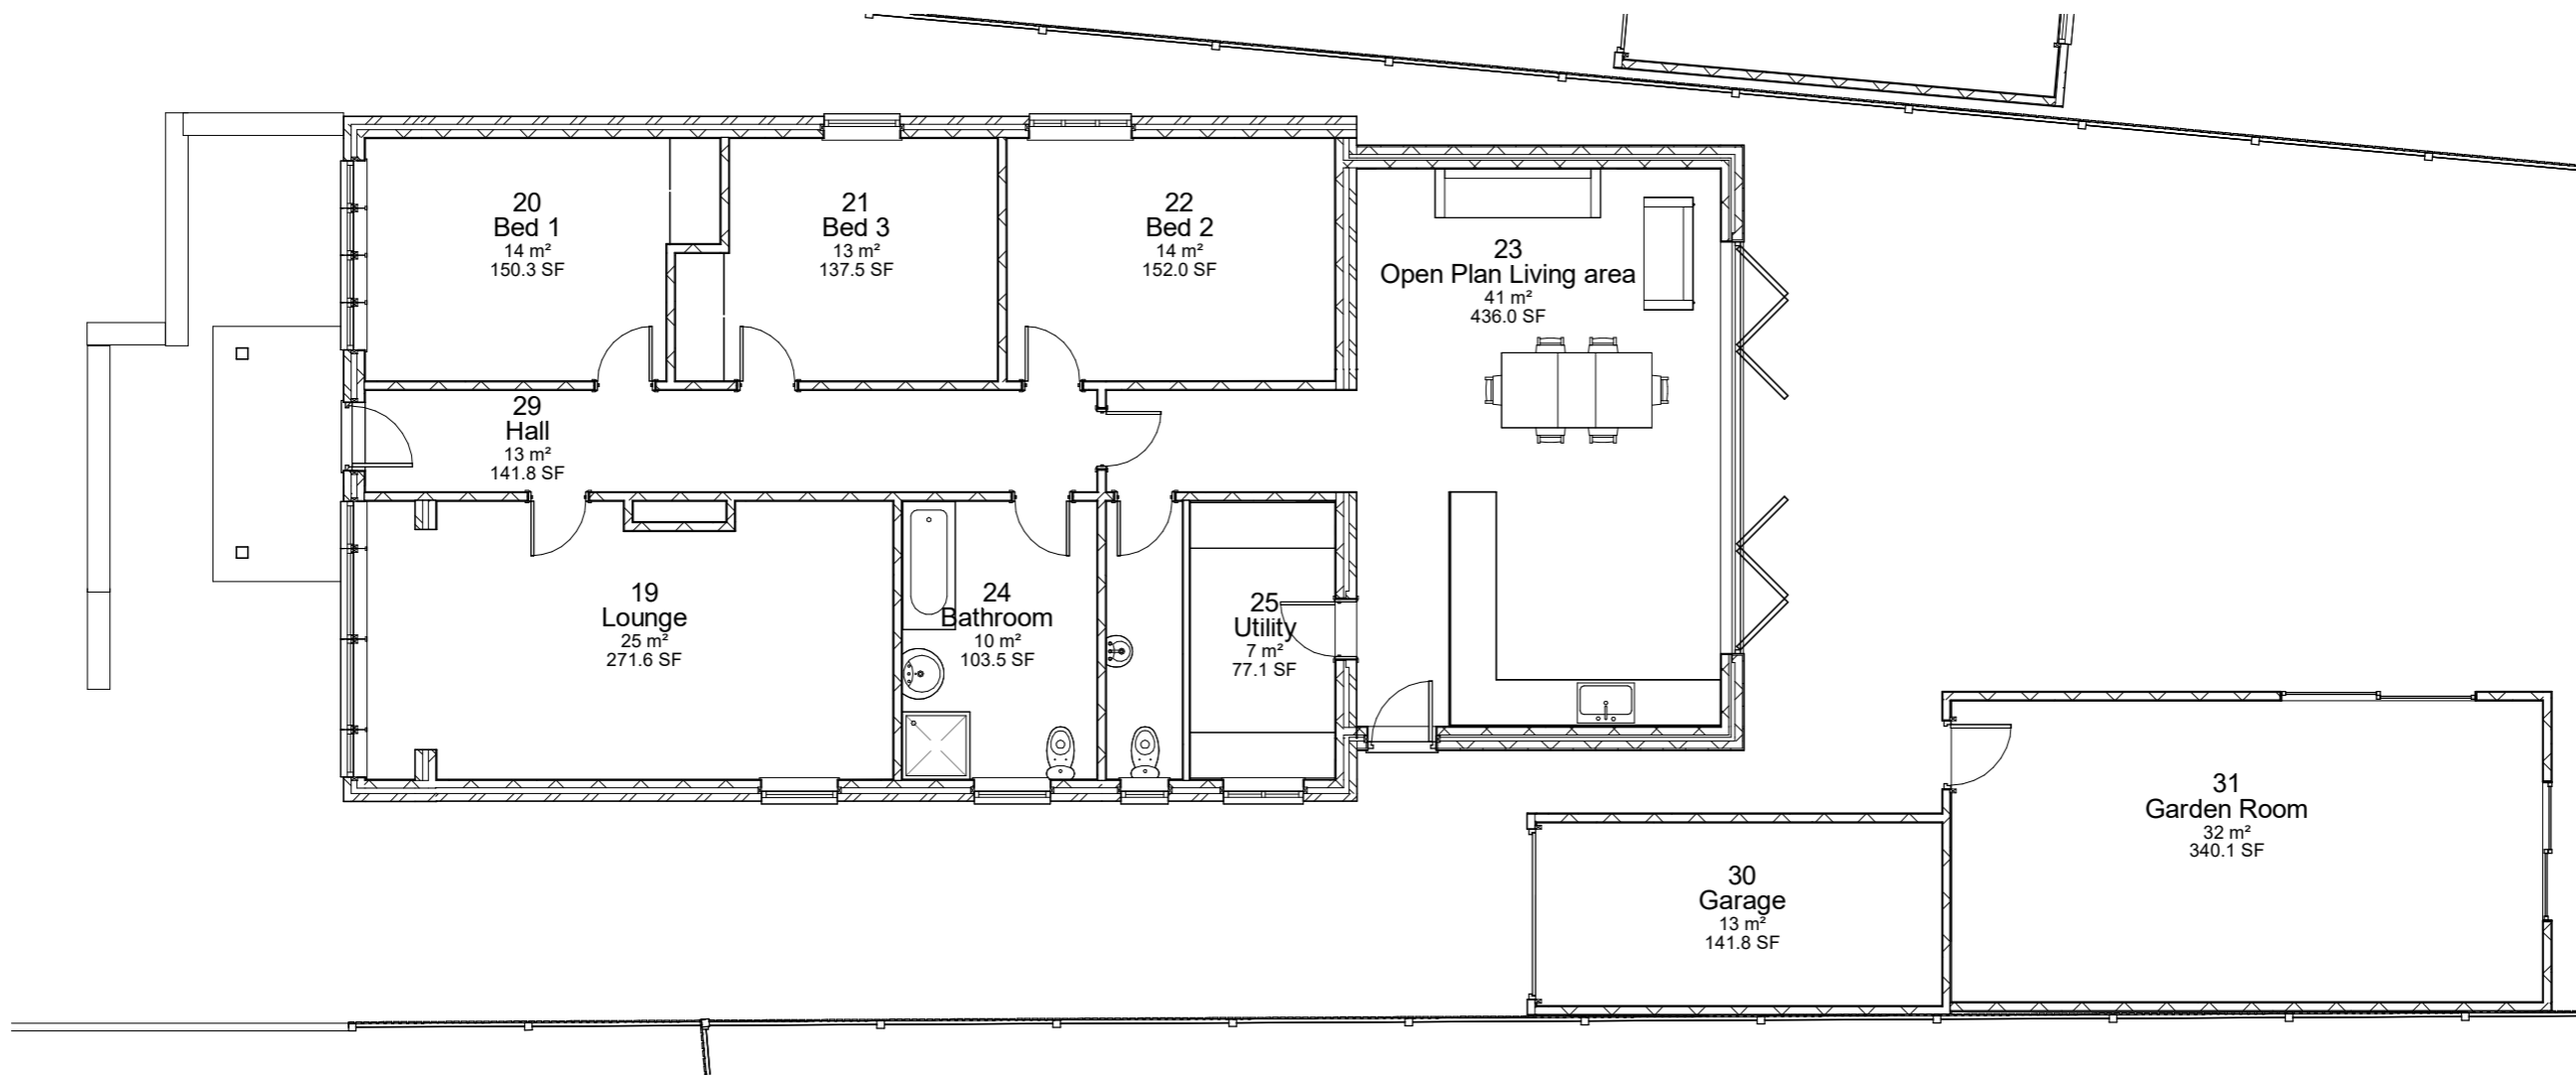 20
Bed 1
14 m²
150.3 SF
21
Bed 3
13 m²
137.5 SF
22
Bed 2
14 m²
152.0 SF
23
Open Plan Living area
41 m²
436.0 SF
29
Hall
13 m²
141.8 SF
19
Lounge
25 m²
271.6 SF
24
Bathroom
10 m²
103.5 SF
25
Utility
7 m²
77.1 SF
31
Garden Room
32 m²
340.1 SF
30
Garage
13 m²
141.8 SF